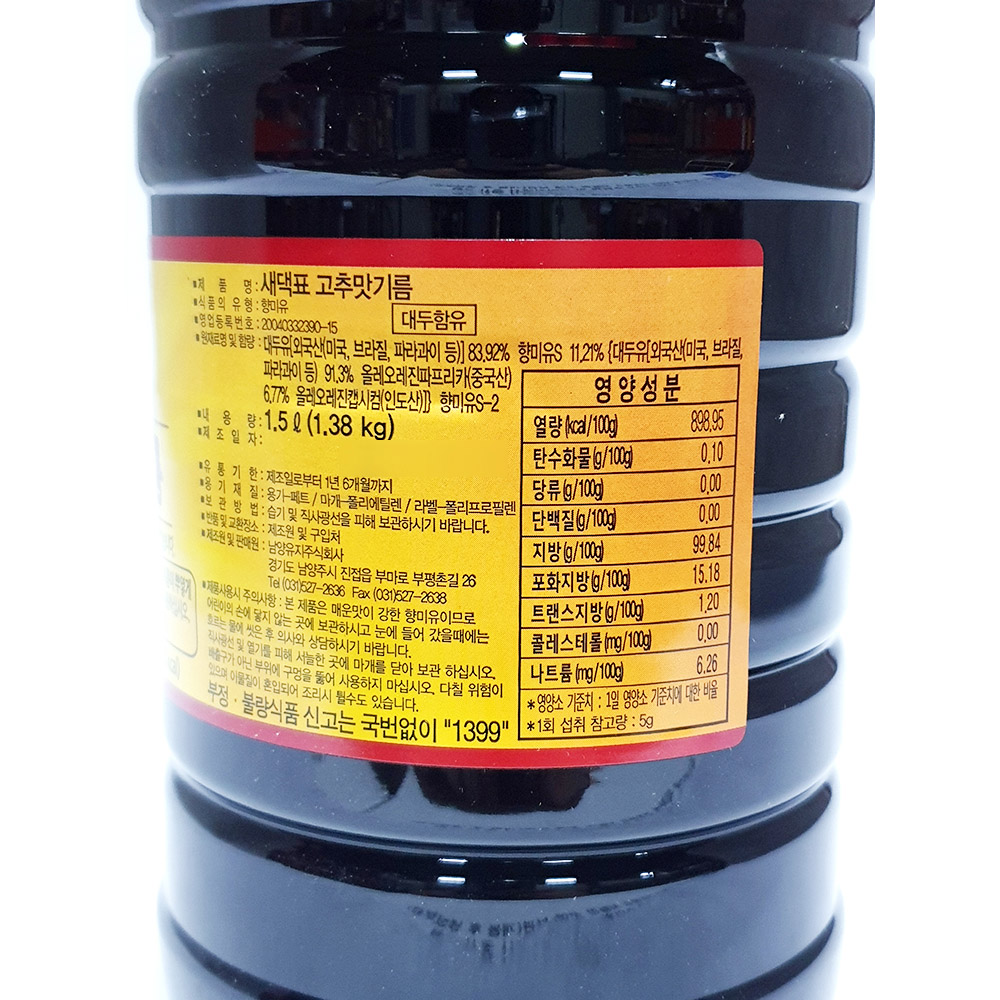 ■제 품 명 : 새댁표 고추맛기름
■식품의 유형 : 향미유
대두함유
■영업등록번호 : 20040332390-15
■원재료명 및 함량 : 대두유[외국산(미국, 브라질, 파라과이 등)] 83.92% 향미유S 11.21% {대두유[외국산(미국, 브라질,
파라과이 등) 91.3% 올레오레진파프리카(중국산)
6.77% 올레오레진캡시컴(인도산)]} 향미유S-2
■내 용 량 : 1.5ℓ (1.38 kg)
■제 조 일 자 :
■유 통 기 한 : 제조일로부터 1년 6개월까지
■용 기 재 질 : 용기-페트 / 마개-폴리에틸렌 / 라벨-폴리프로필렌
■보 관 방 법 : 습기 및 직사광선을 피해 보관하시기 바랍니다.
■반품 및 교환장소 : 제조원 및 구입처
■제조원 및 판매원 : 남양유지주식회사
경기도 남양주시 진접읍 부마로 부평촌길 26
Tel (031)527-2636 Fax (031)527-2638
■제품사용시 주의사항 : 본 제품은 매운맛이 강한 향미유이므로
어린이의 손에 닿지 않는 곳에 보관하시고 눈에 들어 갔을때에는
흐르는 물에 씻은 후 의사와 상담하시기 바랍니다.
직사광선 및 열기를 피해 서늘한 곳에 마개를 닫아 보관 하십시오.
배출구가 아닌 부위에 구멍을 뚫어 사용하지 마십시오. 다칠 위험이
있으며 이물질이 혼입되어 조리시 튈수도 있습니다.
부정 · 불량식품 신고는 국번없이 "1399"
영양성분
열량(kcal/100g) 898.95
탄수화물(g/100g) 0.10
당류(g/100g) 0.00
단백질(g/100g) 0.00
지방(g/100g) 99.84
포화지방(g/100g) 15.18
트랜스지방(g/100g) 1.20
콜레스테롤(mg/100g) 0.00
나트륨(mg/100g) 6.26
*영양소 기준치 : 1일 영양소 기준치에 대한 비율
*1회 섭취 참고량 : 5g